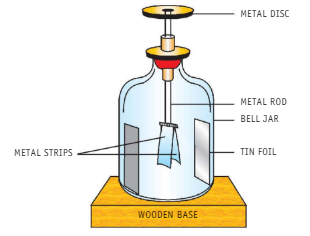 METAL DISC
METAL ROD
BELL JAR
METAL STRIPS
TIN FOIL
WOODEN BASE